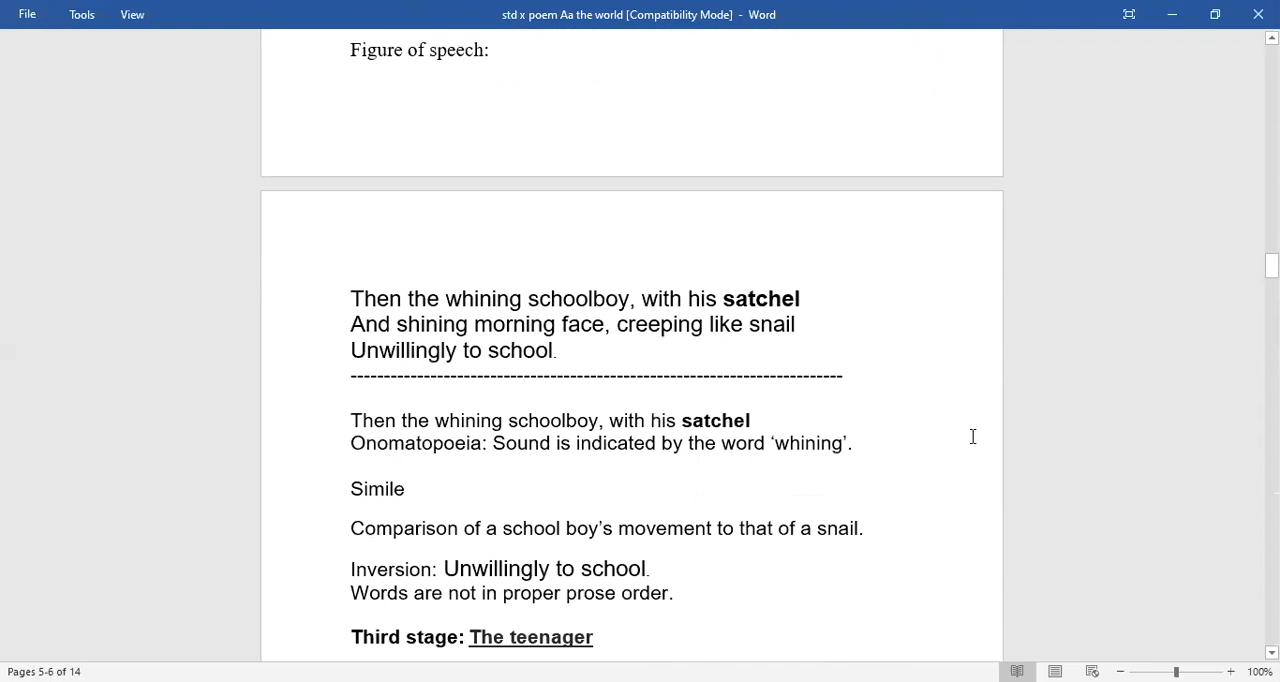 File Tools View std x poem Aa the world [Compatibility Mode] - Word
Figure of speech:
Then the whining schoolboy, with his satchel
And shining morning face, creeping like snail
Unwillingly to school.
--------------------------------------------------------------------------
Then the whining schoolboy, with his satchel
Onomatopoeia: Sound is indicated by the word ‘whining’.
Simile
Comparison of a school boy’s movement to that of a snail.
Inversion: Unwillingly to school.
Words are not in proper prose order.
Third stage: The teenager
Pages 5-6 of 14 100%